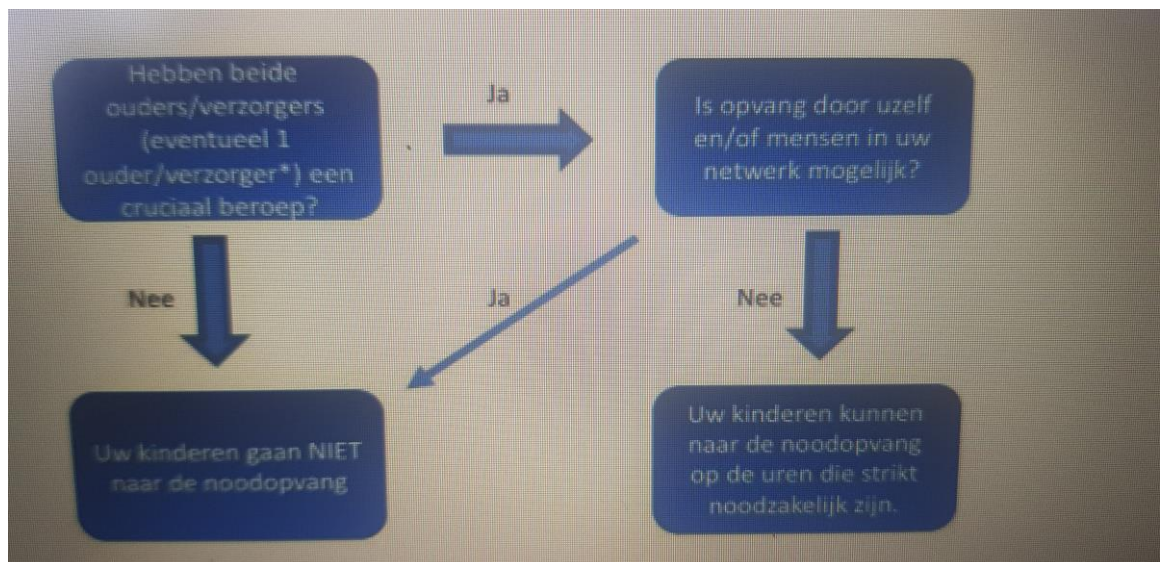 Hebben beide
ouders/verzorgers
(eventueel 1
ouder/verzorger*) een
cruciaal beroep?
Ja
Is opvang door uzelf
en/of mensen in uw
netwerk mogelijk?
Nee
Ja
Nee
Uw kinderen gaan NIET
naar de noodopvang
Uw kinderen kunnen
naar de noodopvang
op de uren die strikt
noodzakelijk zijn.